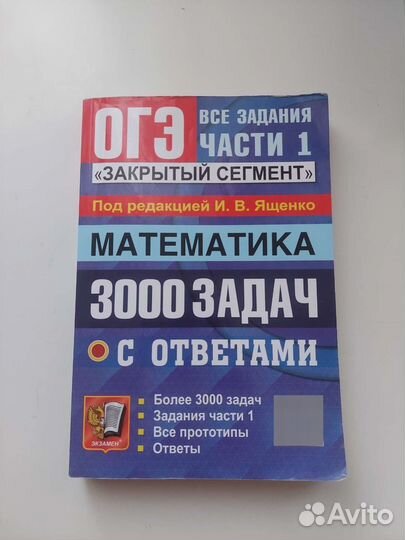 ОГЭ
ВСЕ ЗАДАНИЯ
ЧАСТИ 1
«ЗАКРЫТЫЙ СЕГМЕНТ»
Под редакцией И. В. Ященко
МАТЕМАТИКА
3000 ЗАДАЧ
С ОТВЕТАМИ
Более 3000 задач
Задания части 1
Все прототипы
Ответы
ЭКЗАМЕН
Avito